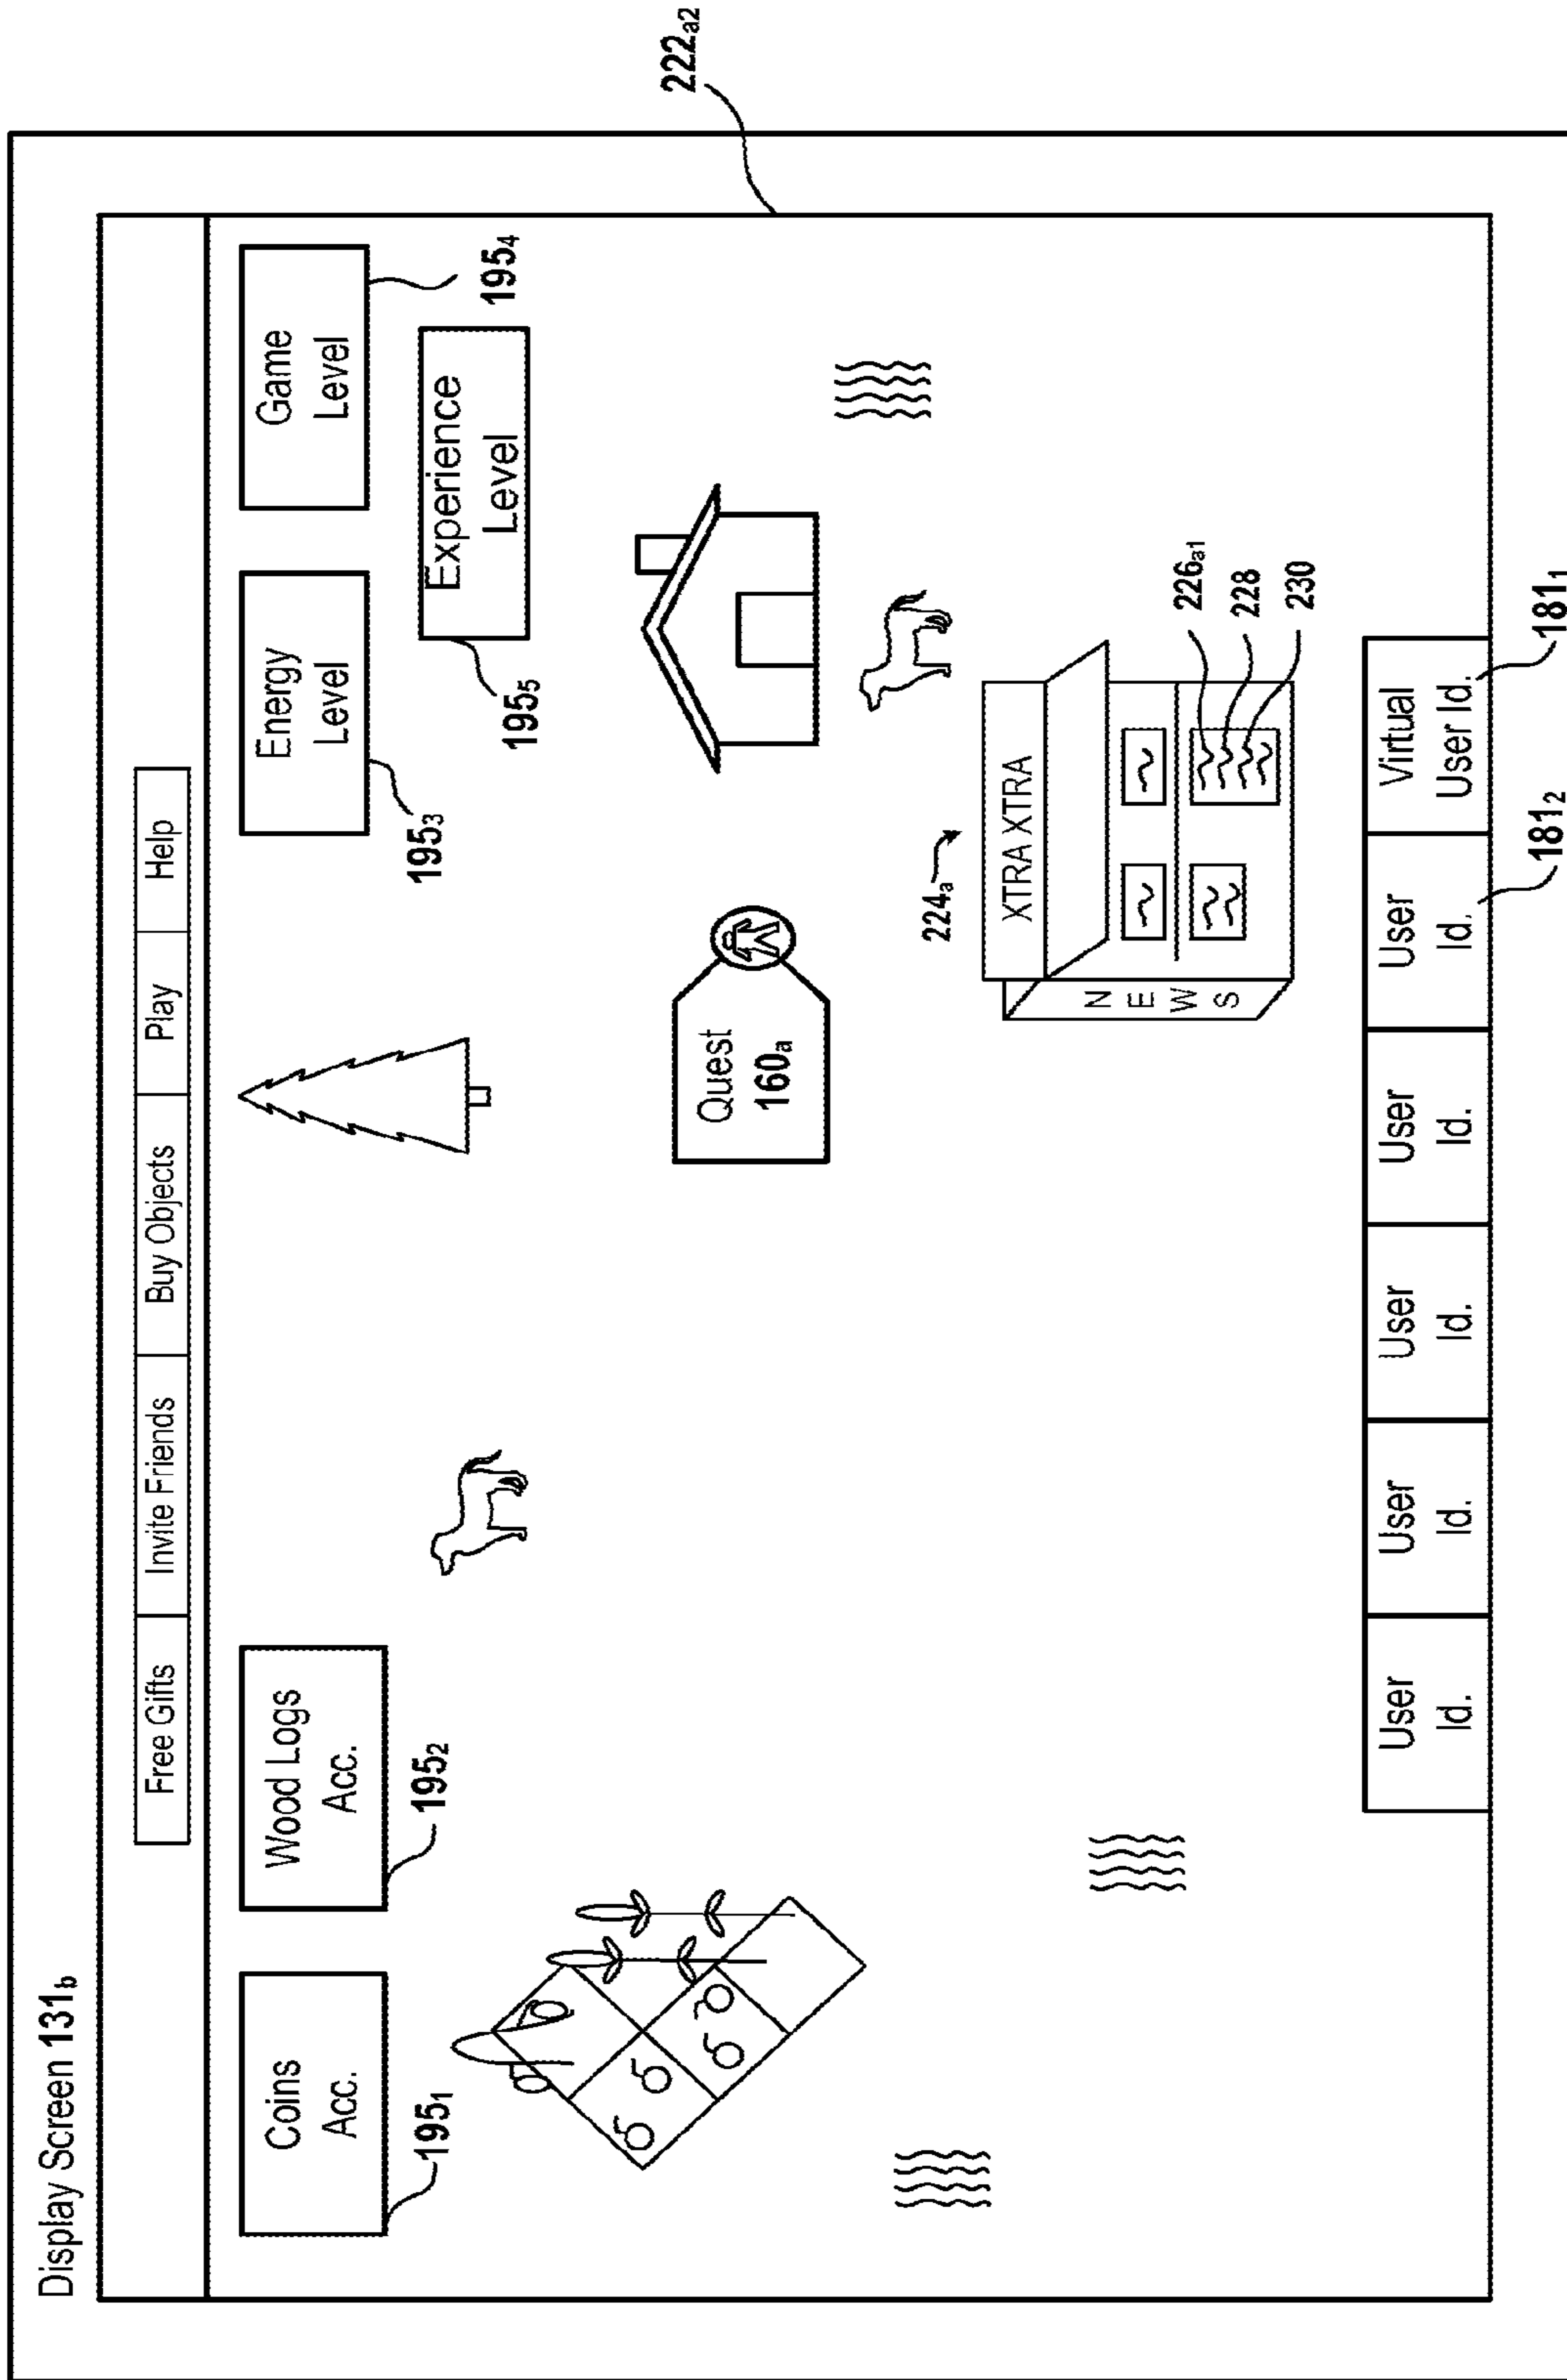 Display Screen 131b
Free Gifts Invite Friends Buy Objects Play Help
Coins
Acc.
195₁
Wood Logs
Acc.
195₂
Energy
Level
195₃
Game
Level
195₄
Experience
Level
195₅
222a2
Quest
160a
224a
XTRA XTRA
NEWS
226a1
228
230
User
Id.
User
Id.
User
Id.
User
Id.
User
Id.
181₂
Virtual
User Id.
181₁